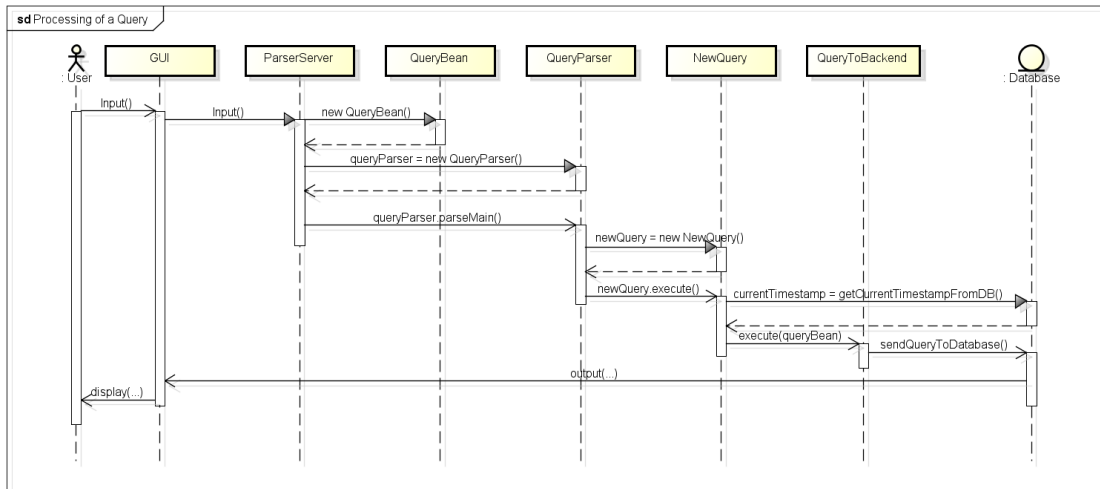 sd Processing of a Query
: User
GUI
ParserServer
QueryBean
QueryParser
NewQuery
QueryToBackend
: Database
Input()
Input()
new QueryBean()
queryParser = new QueryParser()
queryParser.parseMain()
newQuery = new NewQuery()
newQuery.execute()
currentTimestamp = getCurrentTimestampFromDB()
execute(queryBean)
sendQueryToDatabase()
output(...)
display(...)